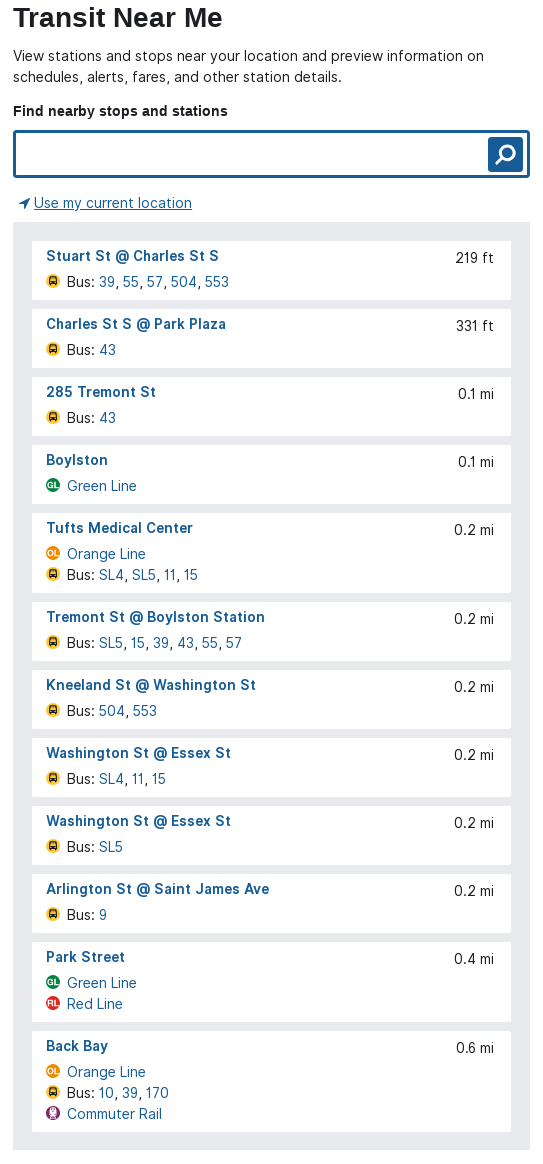 Transit Near Me
View stations and stops near your location and preview information on
schedules, alerts, fares, and other station details.
Find nearby stops and stations
Use my current location
Stuart St @ Charles St S 219 ft
Bus: 39, 55, 57, 504, 553
Charles St S @ Park Plaza 331 ft
Bus: 43
285 Tremont St 0.1 mi
Bus: 43
Boylston 0.1 mi
GL Green Line
Tufts Medical Center 0.2 mi
OL Orange Line
Bus: SL4, SL5, 11, 15
Tremont St @ Boylston Station 0.2 mi
Bus: SL5, 15, 39, 43, 55, 57
Kneeland St @ Washington St 0.2 mi
Bus: 504, 553
Washington St @ Essex St 0.2 mi
Bus: SL4, 11, 15
Washington St @ Essex St 0.2 mi
Bus: SL5
Arlington St @ Saint James Ave 0.2 mi
Bus: 9
Park Street 0.4 mi
GL Green Line
RL Red Line
Back Bay 0.6 mi
OL Orange Line
Bus: 10, 39, 170
Commuter Rail